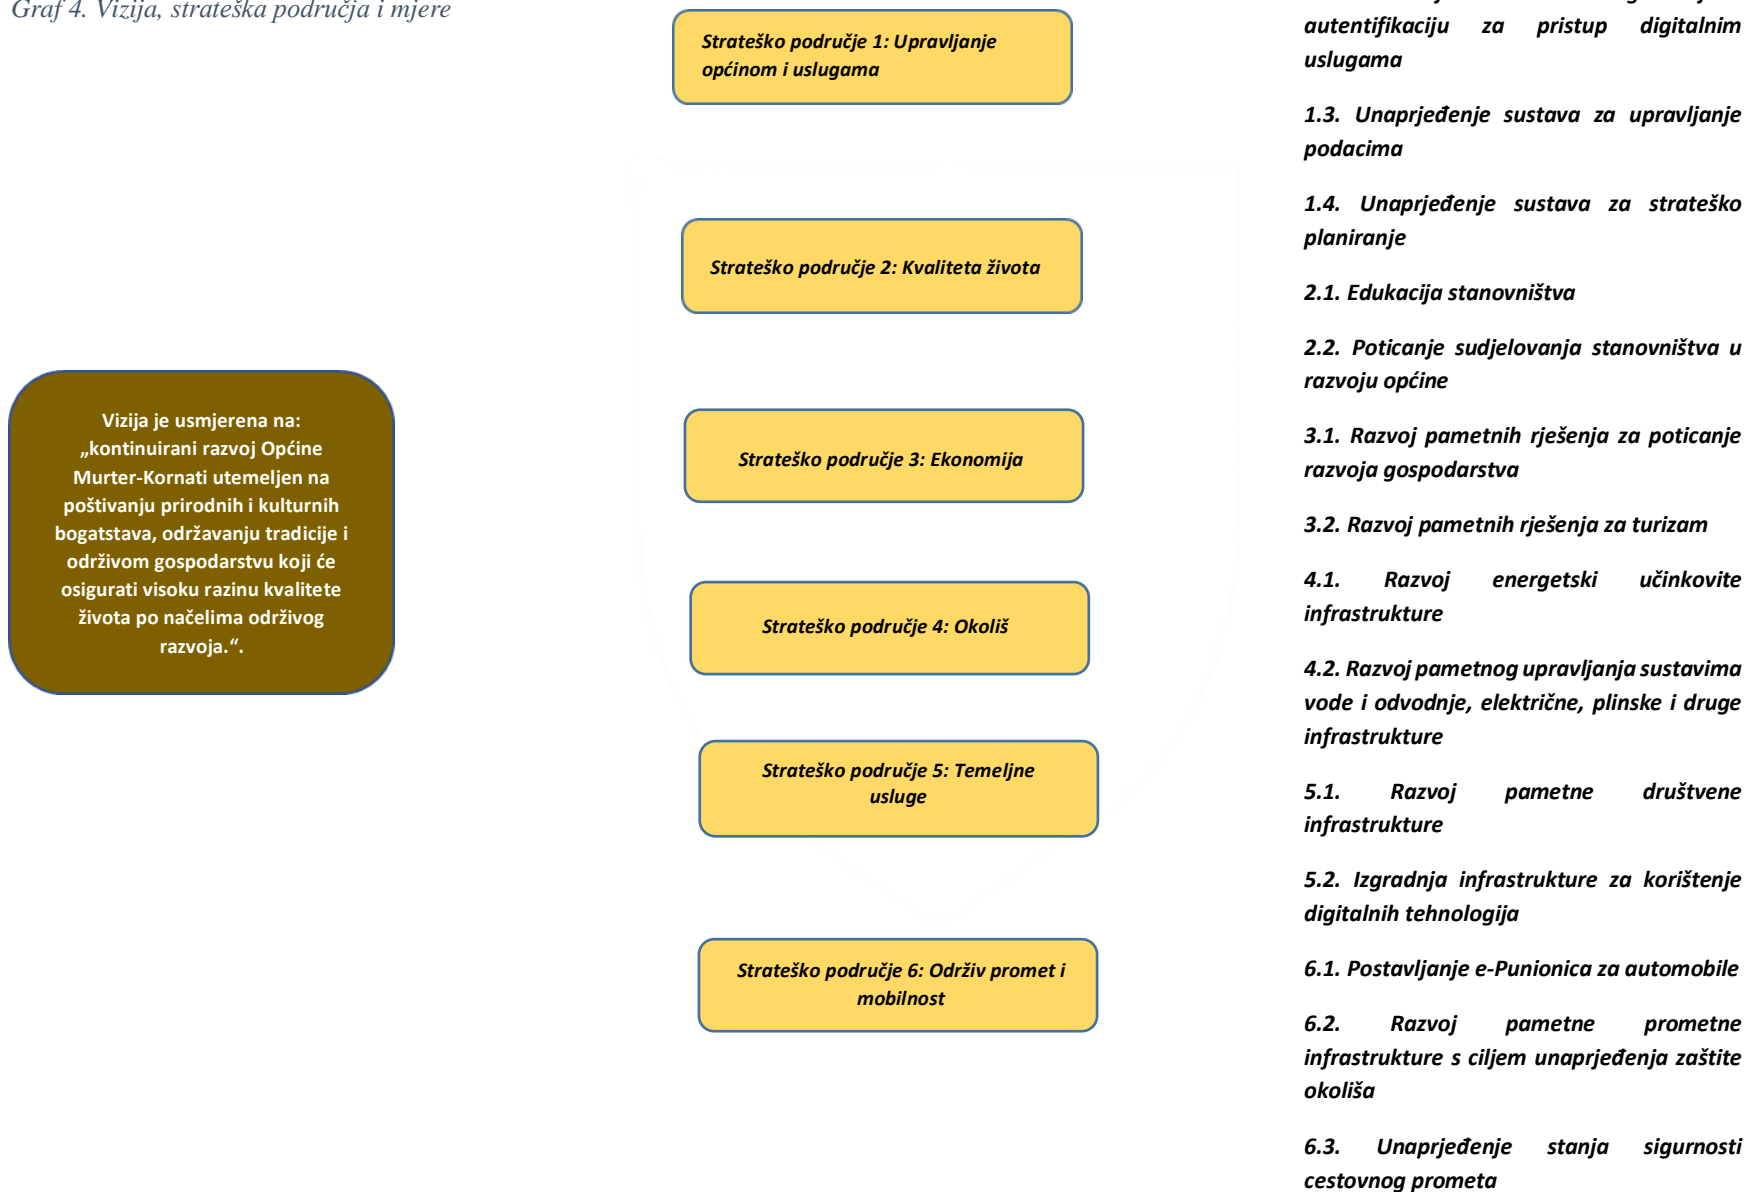 Graf 4. Vizija, strateška područja i mjere
Strateško područje 1: Upravljanje
općinom i uslugama
Strateško područje 2: Kvaliteta života
Strateško područje 3: Ekonomija
Strateško područje 4: Okoliš
Strateško područje 5: Temeljne
usluge
Strateško područje 6: Održiv promet i
mobilnost
Vizija je usmjerena na:
„kontinuirani razvoj Općine
Murter-Kornati utemeljen na
poštivanju prirodnih i kulturnih
bogatstava, održavanju tradicije i
održivom gospodarstvu koji će
osigurati visoku razinu kvalitete
života po načelima održivog
razvoja.“.
autentifikaciju za pristup digitalnim
uslugama
1.3. Unaprjeđenje sustava za upravljanje
podacima
1.4. Unaprjeđenje sustava za strateško
planiranje
2.1. Edukacija stanovništva
2.2. Poticanje sudjelovanja stanovništva u
razvoju općine
3.1. Razvoj pametnih rješenja za poticanje
razvoja gospodarstva
3.2. Razvoj pametnih rješenja za turizam
4.1. Razvoj energetski učinkovite
infrastrukture
4.2. Razvoj pametnog upravljanja sustavima
vode i odvodnje, električne, plinske i druge
infrastrukture
5.1. Razvoj pametne društvene
infrastrukture
5.2. Izgradnja infrastrukture za korištenje
digitalnih tehnologija
6.1. Postavljanje e-Punionica za automobile
6.2. Razvoj pametne prometne
infrastrukture s ciljem unaprjeđenja zaštite
okoliša
6.3. Unaprjeđenje stanja sigurnosti
cestovnog prometa